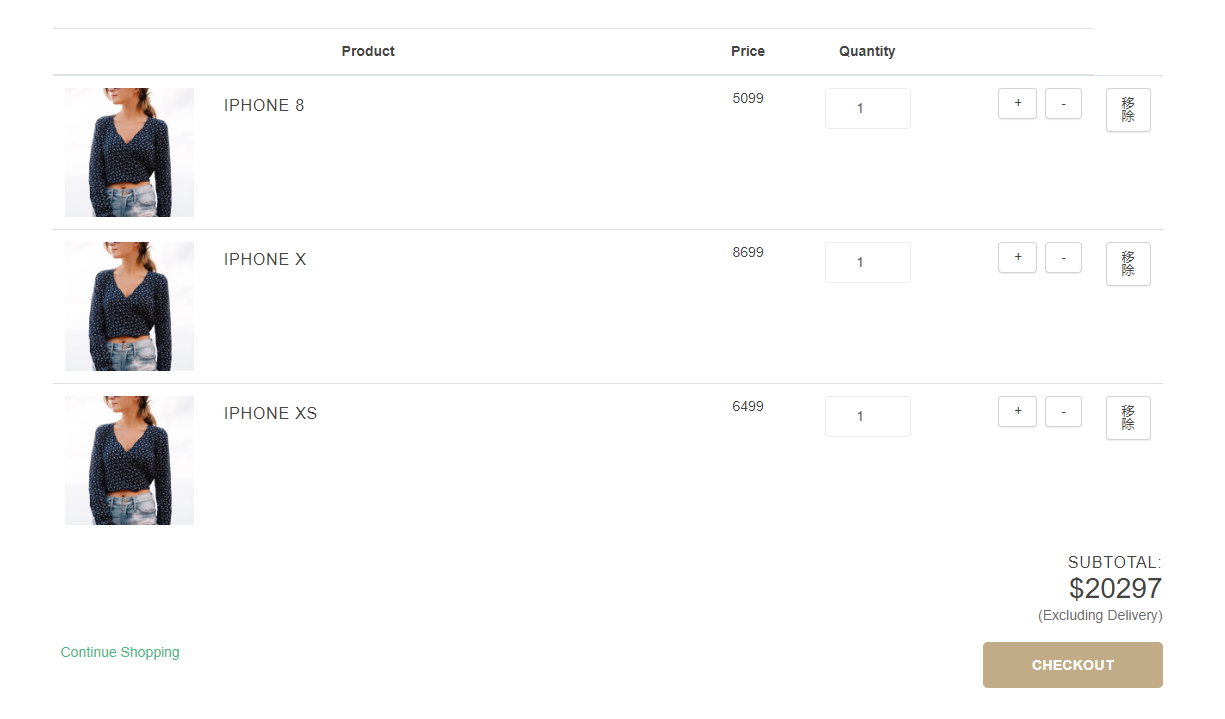 Product Price Quantity
IPHONE 8 5099 1 + - 移
除
IPHONE X 8699 1 + - 移
除
IPHONE XS 6499 1 + - 移
除
SUBTOTAL:
$20297
(Excluding Delivery)
Continue Shopping
CHECKOUT